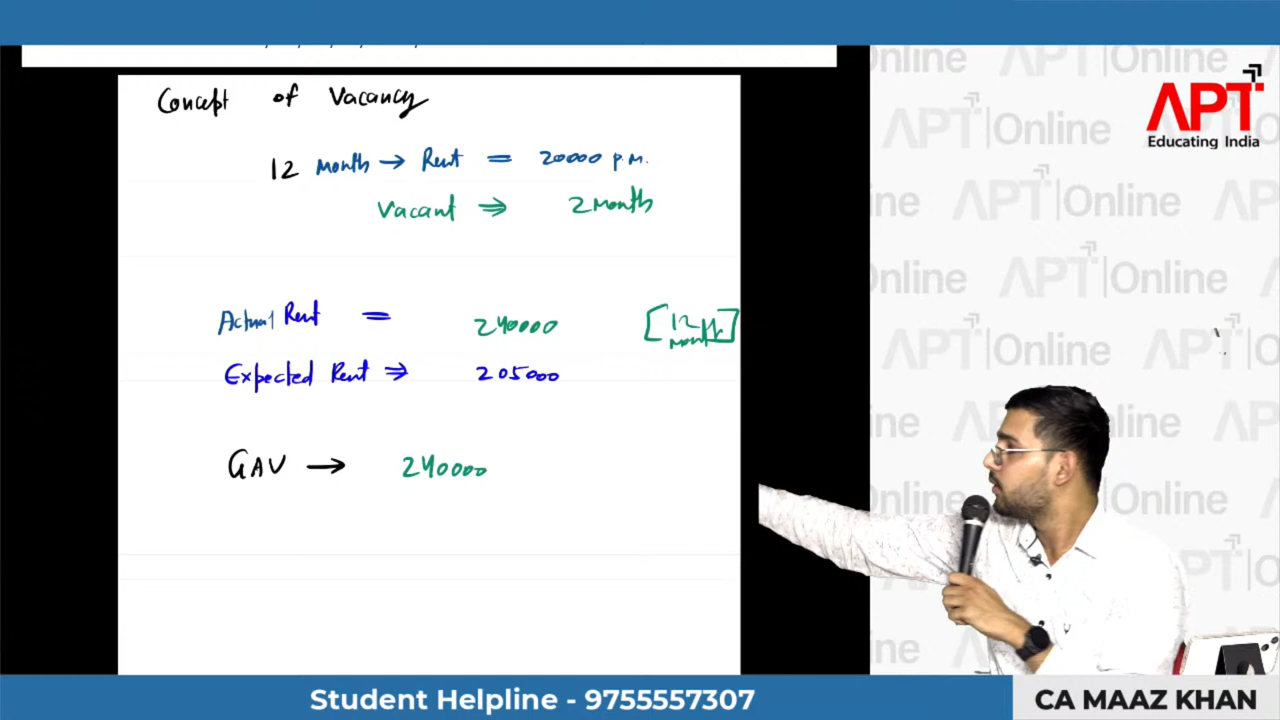 Concept of Vacancy
12 Month → Rent = 20000 p.m.
Vacant ⇒ 2 Month
Actual Rent = 240000 [12 month]
Expected Rent ⇒ 205000
GAV → 240000
APT
Educating India
APT|Online
Student Helpline - 9755557307
CA MAAZ KHAN